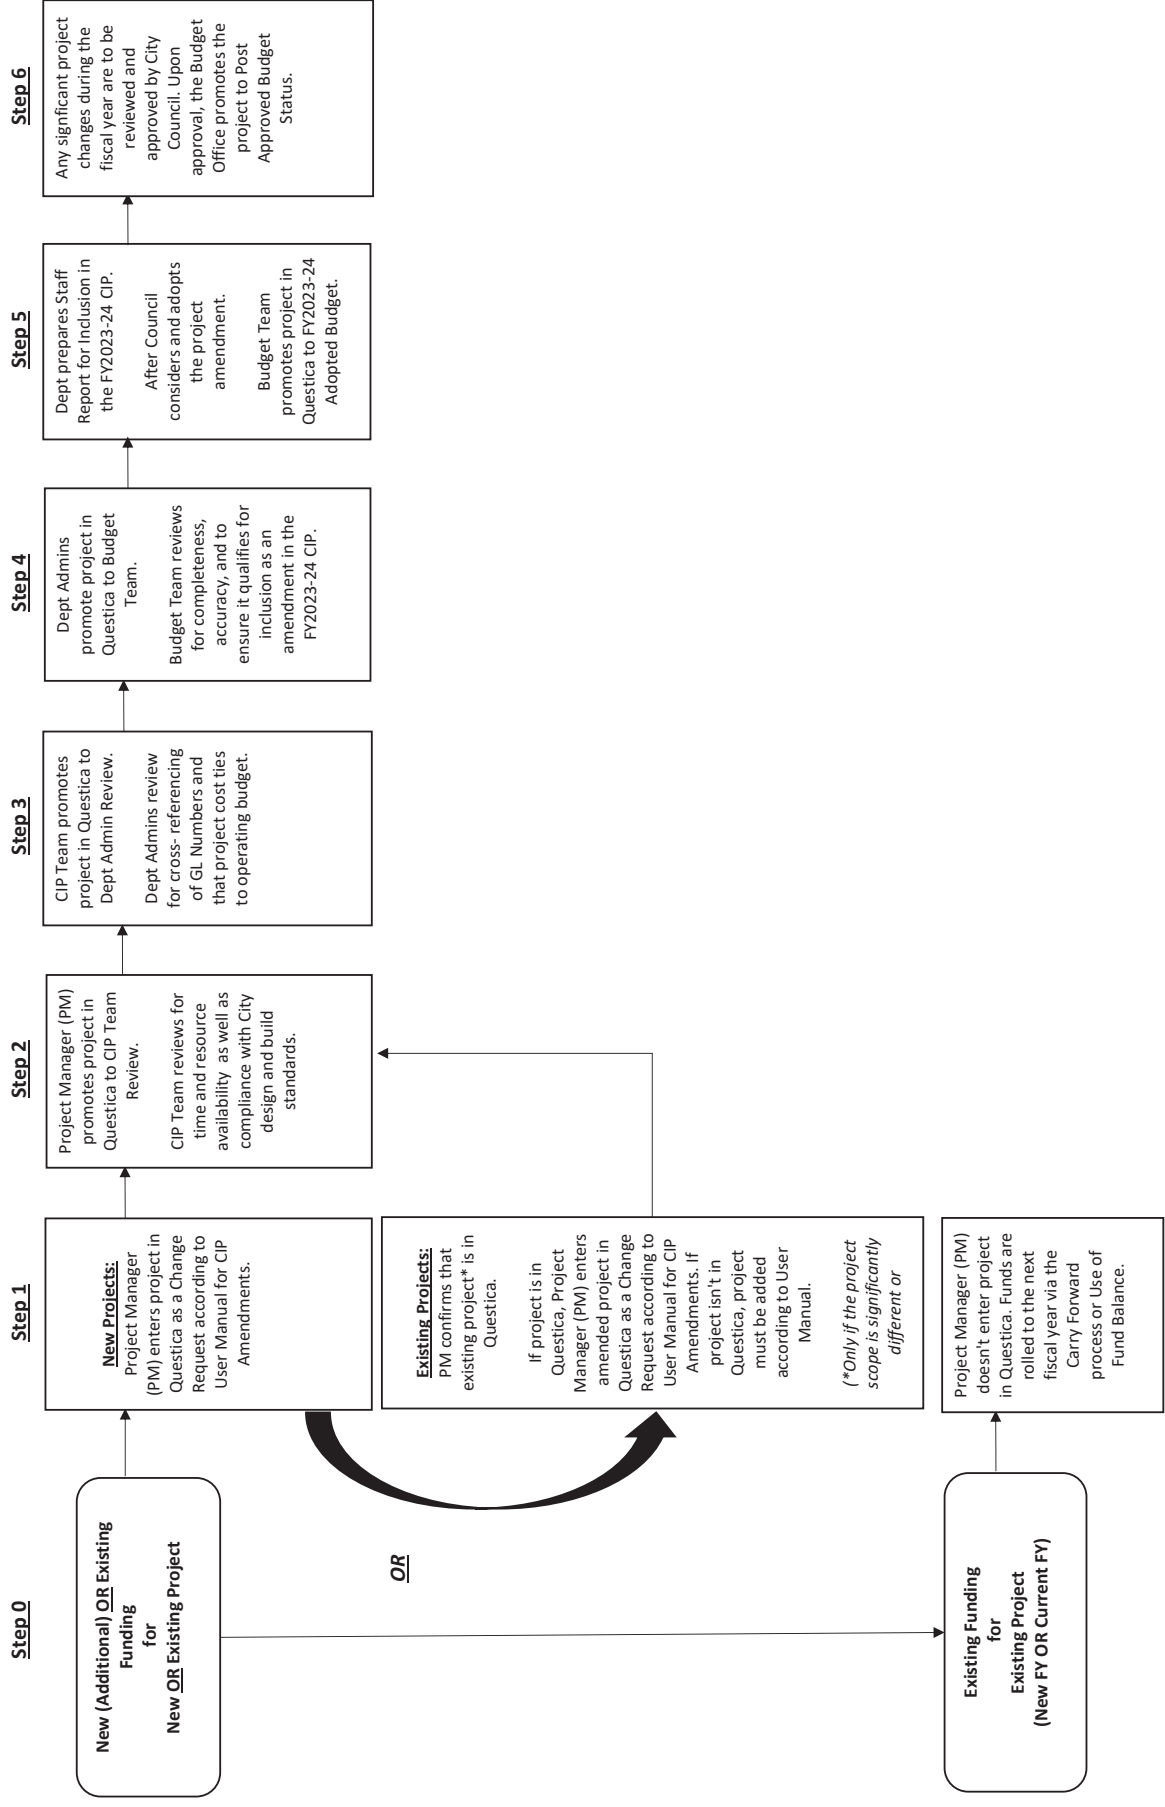 Step 0
New (Additional) OR Existing
Funding
for
New OR Existing Project
OR
Existing Funding
for
Existing Project
(New FY OR Current FY)
Step 1
New Projects:
Project Manager
(PM) enters project in
Questica as a Change
Request according to
User Manual for CIP
Amendments.
Existing Projects:
PM confirms that
existing project* is in
Questica.
If project is in
Questica, Project
Manager (PM) enters
amended project in
Questica as a Change
Request according to
User Manual for CIP
Amendments. If
project isn't in
Questica, project
must be added
according to User
Manual.
(*Only if the project
scope is significantly
different or
Project Manager (PM)
doesn't enter project
in Questica. Funds are
rolled to the next
fiscal year via the
Carry Forward
process or Use of
Fund Balance.
Step 2
Project Manager (PM)
promotes project in
Questica to CIP Team
Review.
CIP Team reviews for
time and resource
availability as well as
compliance with City
design and build
standards.
Step 3
CIP Team promotes
project in Questica to
Dept Admin Review.
Dept Admins review
for cross- referencing
of GL Numbers and
that project cost ties
to operating budget.
Step 4
Dept Admins
promote project in
Questica to Budget
Team.
Budget Team reviews
for completeness,
accuracy, and to
ensure it qualifies for
inclusion as an
amendment in the
FY2023-24 CIP.
Step 5
Dept prepares Staff
Report for Inclusion in
the FY2023-24 CIP.
After Council
considers and adopts
the project
amendment.
Budget Team
promotes project in
Questica to FY2023-24
Adopted Budget.
Step 6
Any signficant project
changes during the
fiscal year are to be
reviewed and
approved by City
Council. Upon
approval, the Budget
Office promotes the
project to Post
Approved Budget
Status.